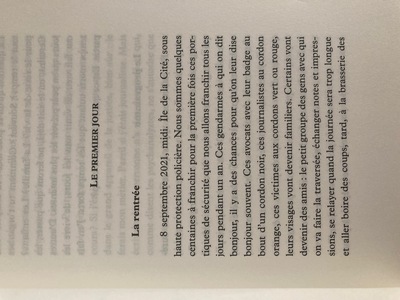 LE PREMIER JOUR
La rentrée
8 septembre 2021, midi. Île de la Cité, sous
haute protection policière. Nous sommes quelques
centaines à franchir pour la première fois ces por-
tiques de sécurité que nous allons franchir tous les
jours pendant un an. Ces gendarmes à qui on dit
bonjour, il y a des chances pour qu'on leur dise
bonjour souvent. Ces avocats avec leur badge au
bout d'un cordon noir, ces journalistes au cordon
orange, ces victimes aux cordons vert ou rouge,
leurs visages vont devenir familiers. Certains vont
devenir des amis : le petit groupe des gens avec qui
on va faire la traversée, échanger notes et impres-
sions, se relayer quand la journée sera trop longue
et aller boire des coups, tard, à la brasserie des